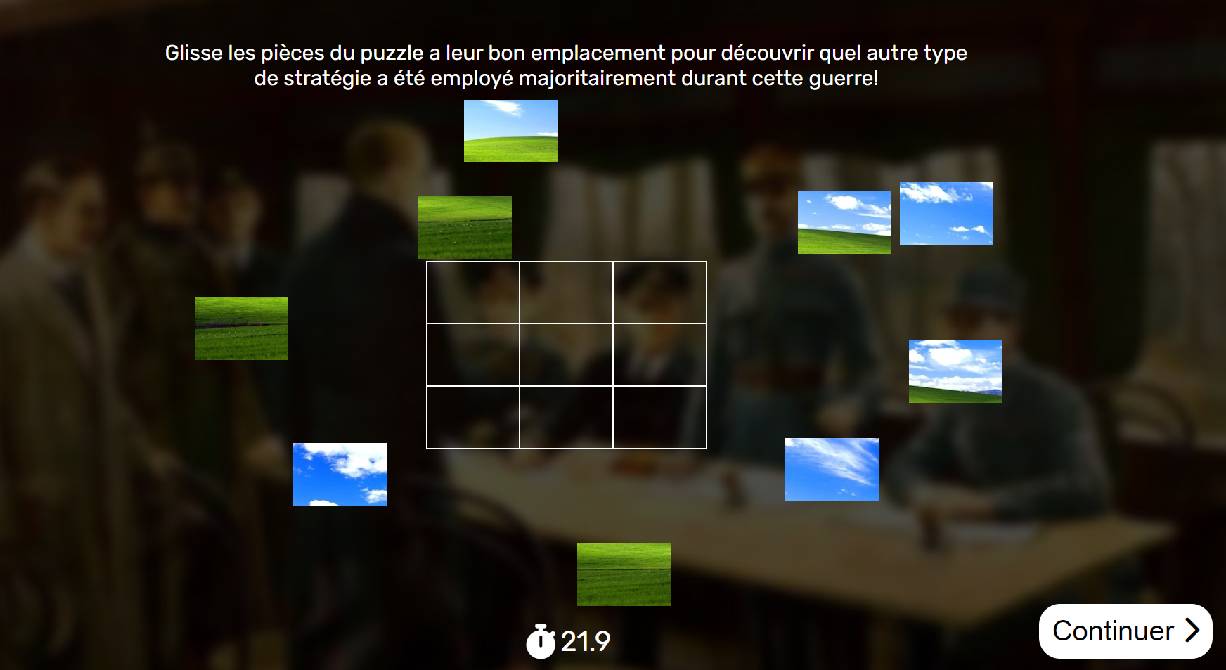 Glisse les pièces du puzzle a leur bon emplacement pour découvrir quel autre type
de stratégie a été employé majoritairement durant cette guerre!
21.9
Continuer